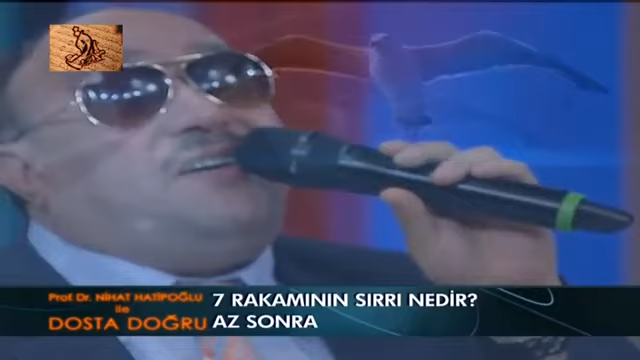 Prof. Dr. NİHAT HATİPOĞLU
ile
DOSTA DOĞRU
7 RAKAMININ SIRRI NEDİR?
AZ SONRA